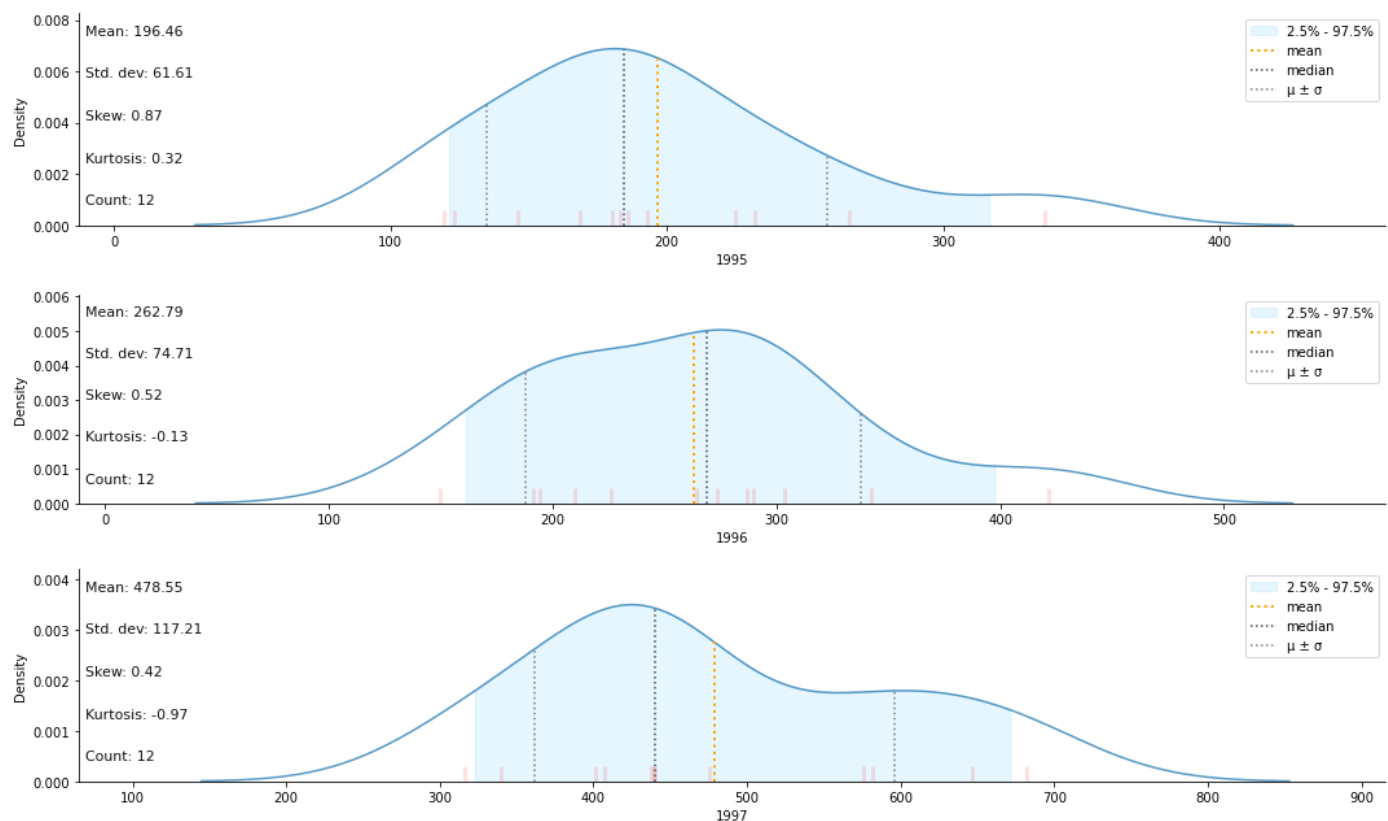 0.008
0.006
0.004
0.002
0.000
Density
Mean: 196.46
Std. dev: 61.61
Skew: 0.87
Kurtosis: 0.32
Count: 12
2.5% - 97.5%
mean
median
μ ± σ
0 100 200 300 400
1995
0.006
0.005
0.004
0.003
0.002
0.001
0.000
Density
Mean: 262.79
Std. dev: 74.71
Skew: 0.52
Kurtosis: -0.13
Count: 12
2.5% - 97.5%
mean
median
μ ± σ
0 100 200 300 400 500
1996
0.004
0.003
0.002
0.001
0.000
Density
Mean: 478.55
Std. dev: 117.21
Skew: 0.42
Kurtosis: -0.97
Count: 12
2.5% - 97.5%
mean
median
μ ± σ
100 200 300 400 500 600 700 800 900
1997